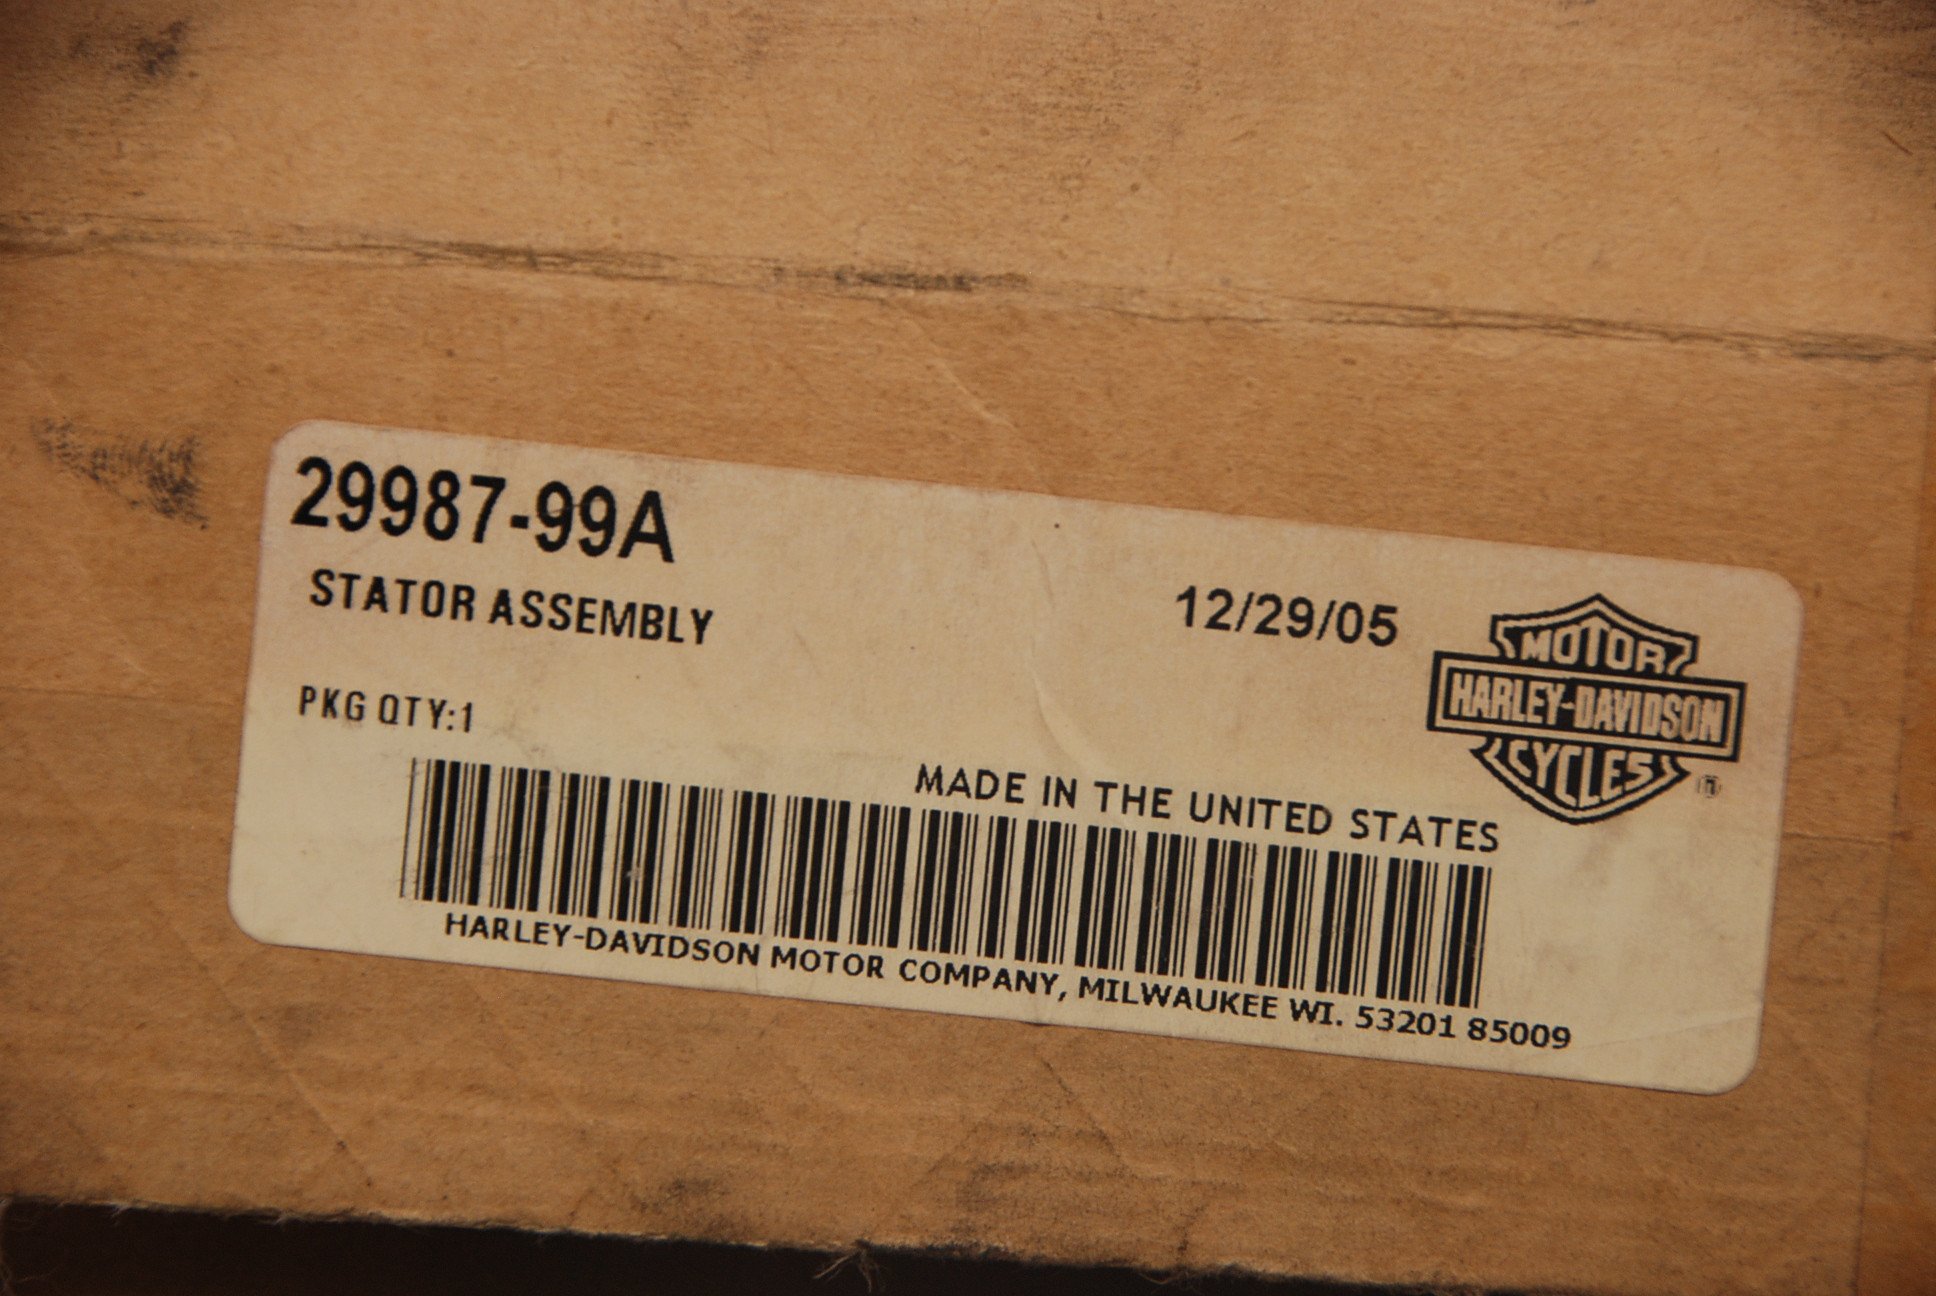 29987-99A
STATOR ASSEMBLY
12/29/05
PKG QTY:1
MOTOR
HARLEY-DAVIDSON
CYCLES
®
MADE IN THE UNITED STATES
HARLEY-DAVIDSON MOTOR COMPANY, MILWAUKEE WI. 53201 85009